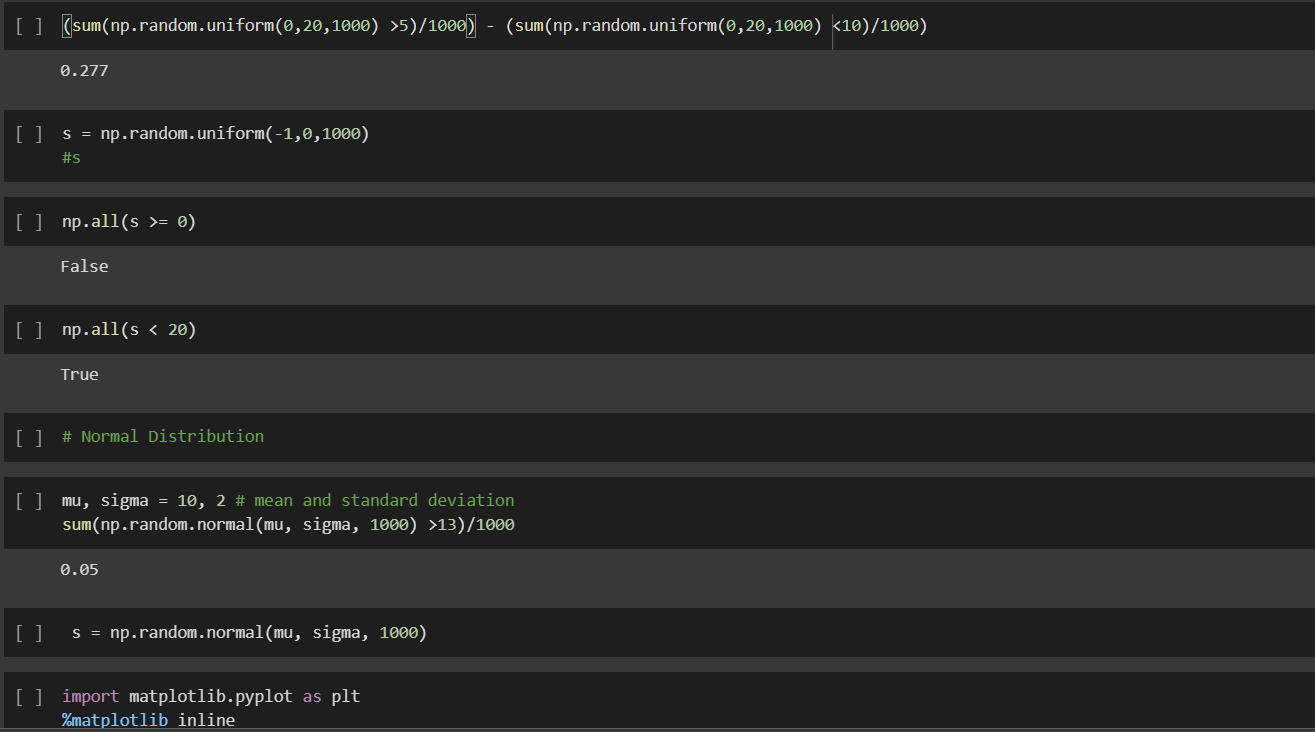 [ ] (sum(np.random.uniform(0,20,1000) >5)/1000) - (sum(np.random.uniform(0,20,1000) <10)/1000)
0.277
[ ] s = np.random.uniform(-1,0,1000)
#s
[ ] np.all(s >= 0)
False
[ ] np.all(s < 20)
True
[ ] # Normal Distribution
[ ] mu, sigma = 10, 2 # mean and standard deviation
sum(np.random.normal(mu, sigma, 1000) >13)/1000
0.05
[ ] s = np.random.normal(mu, sigma, 1000)
[ ] import matplotlib.pyplot as plt
%matplotlib inline